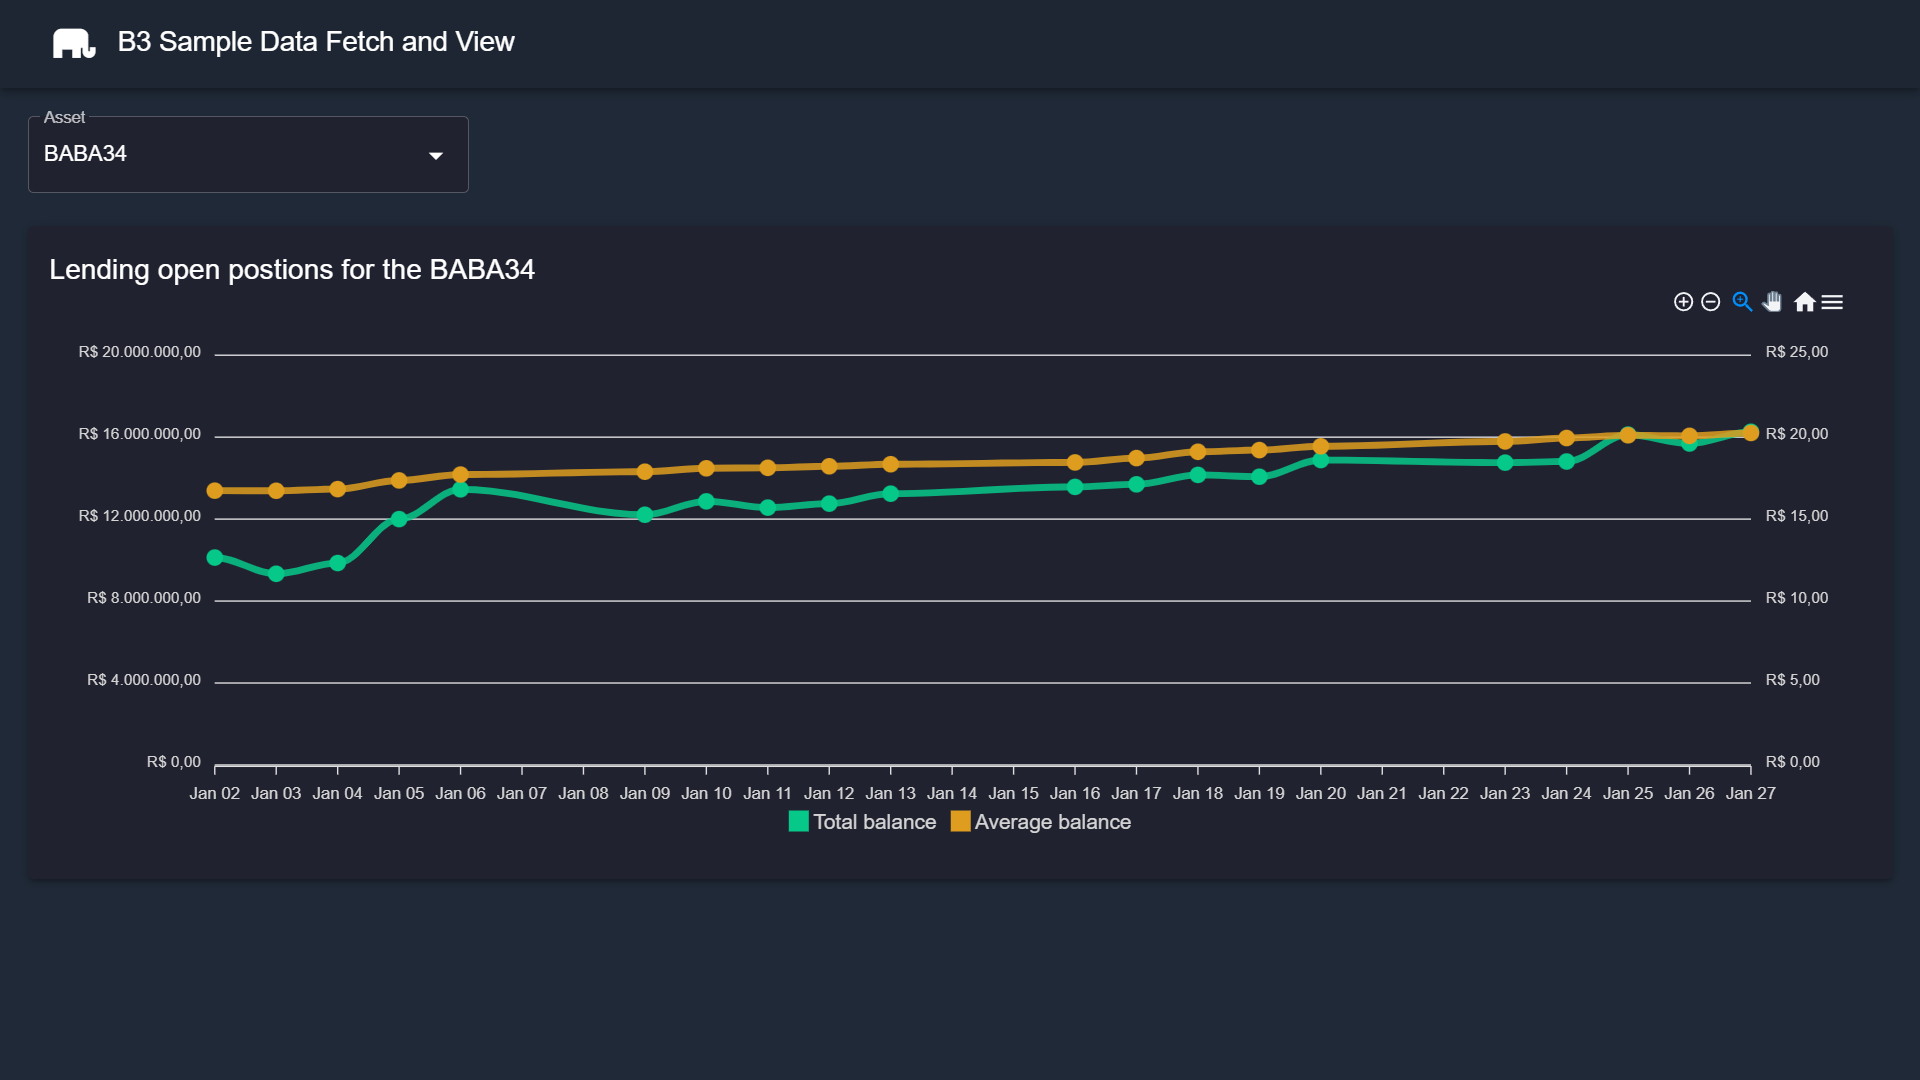 B3 Sample Data Fetch and View
Asset
BABA34
Lending open postions for the BABA34
R$ 20.000.000,00
R$ 25,00
R$ 16.000.000,00
R$ 20,00
R$ 12.000.000,00
R$ 15,00
R$ 8.000.000,00
R$ 10,00
R$ 4.000.000,00
R$ 5,00
R$ 0,00
R$ 0,00
Jan 02 Jan 03 Jan 04 Jan 05 Jan 06 Jan 07 Jan 08 Jan 09 Jan 10 Jan 11 Jan 12 Jan 13 Jan 14 Jan 15 Jan 16 Jan 17 Jan 18 Jan 19 Jan 20 Jan 21 Jan 22 Jan 23 Jan 24 Jan 25 Jan 26 Jan 27
Total balance Average balance